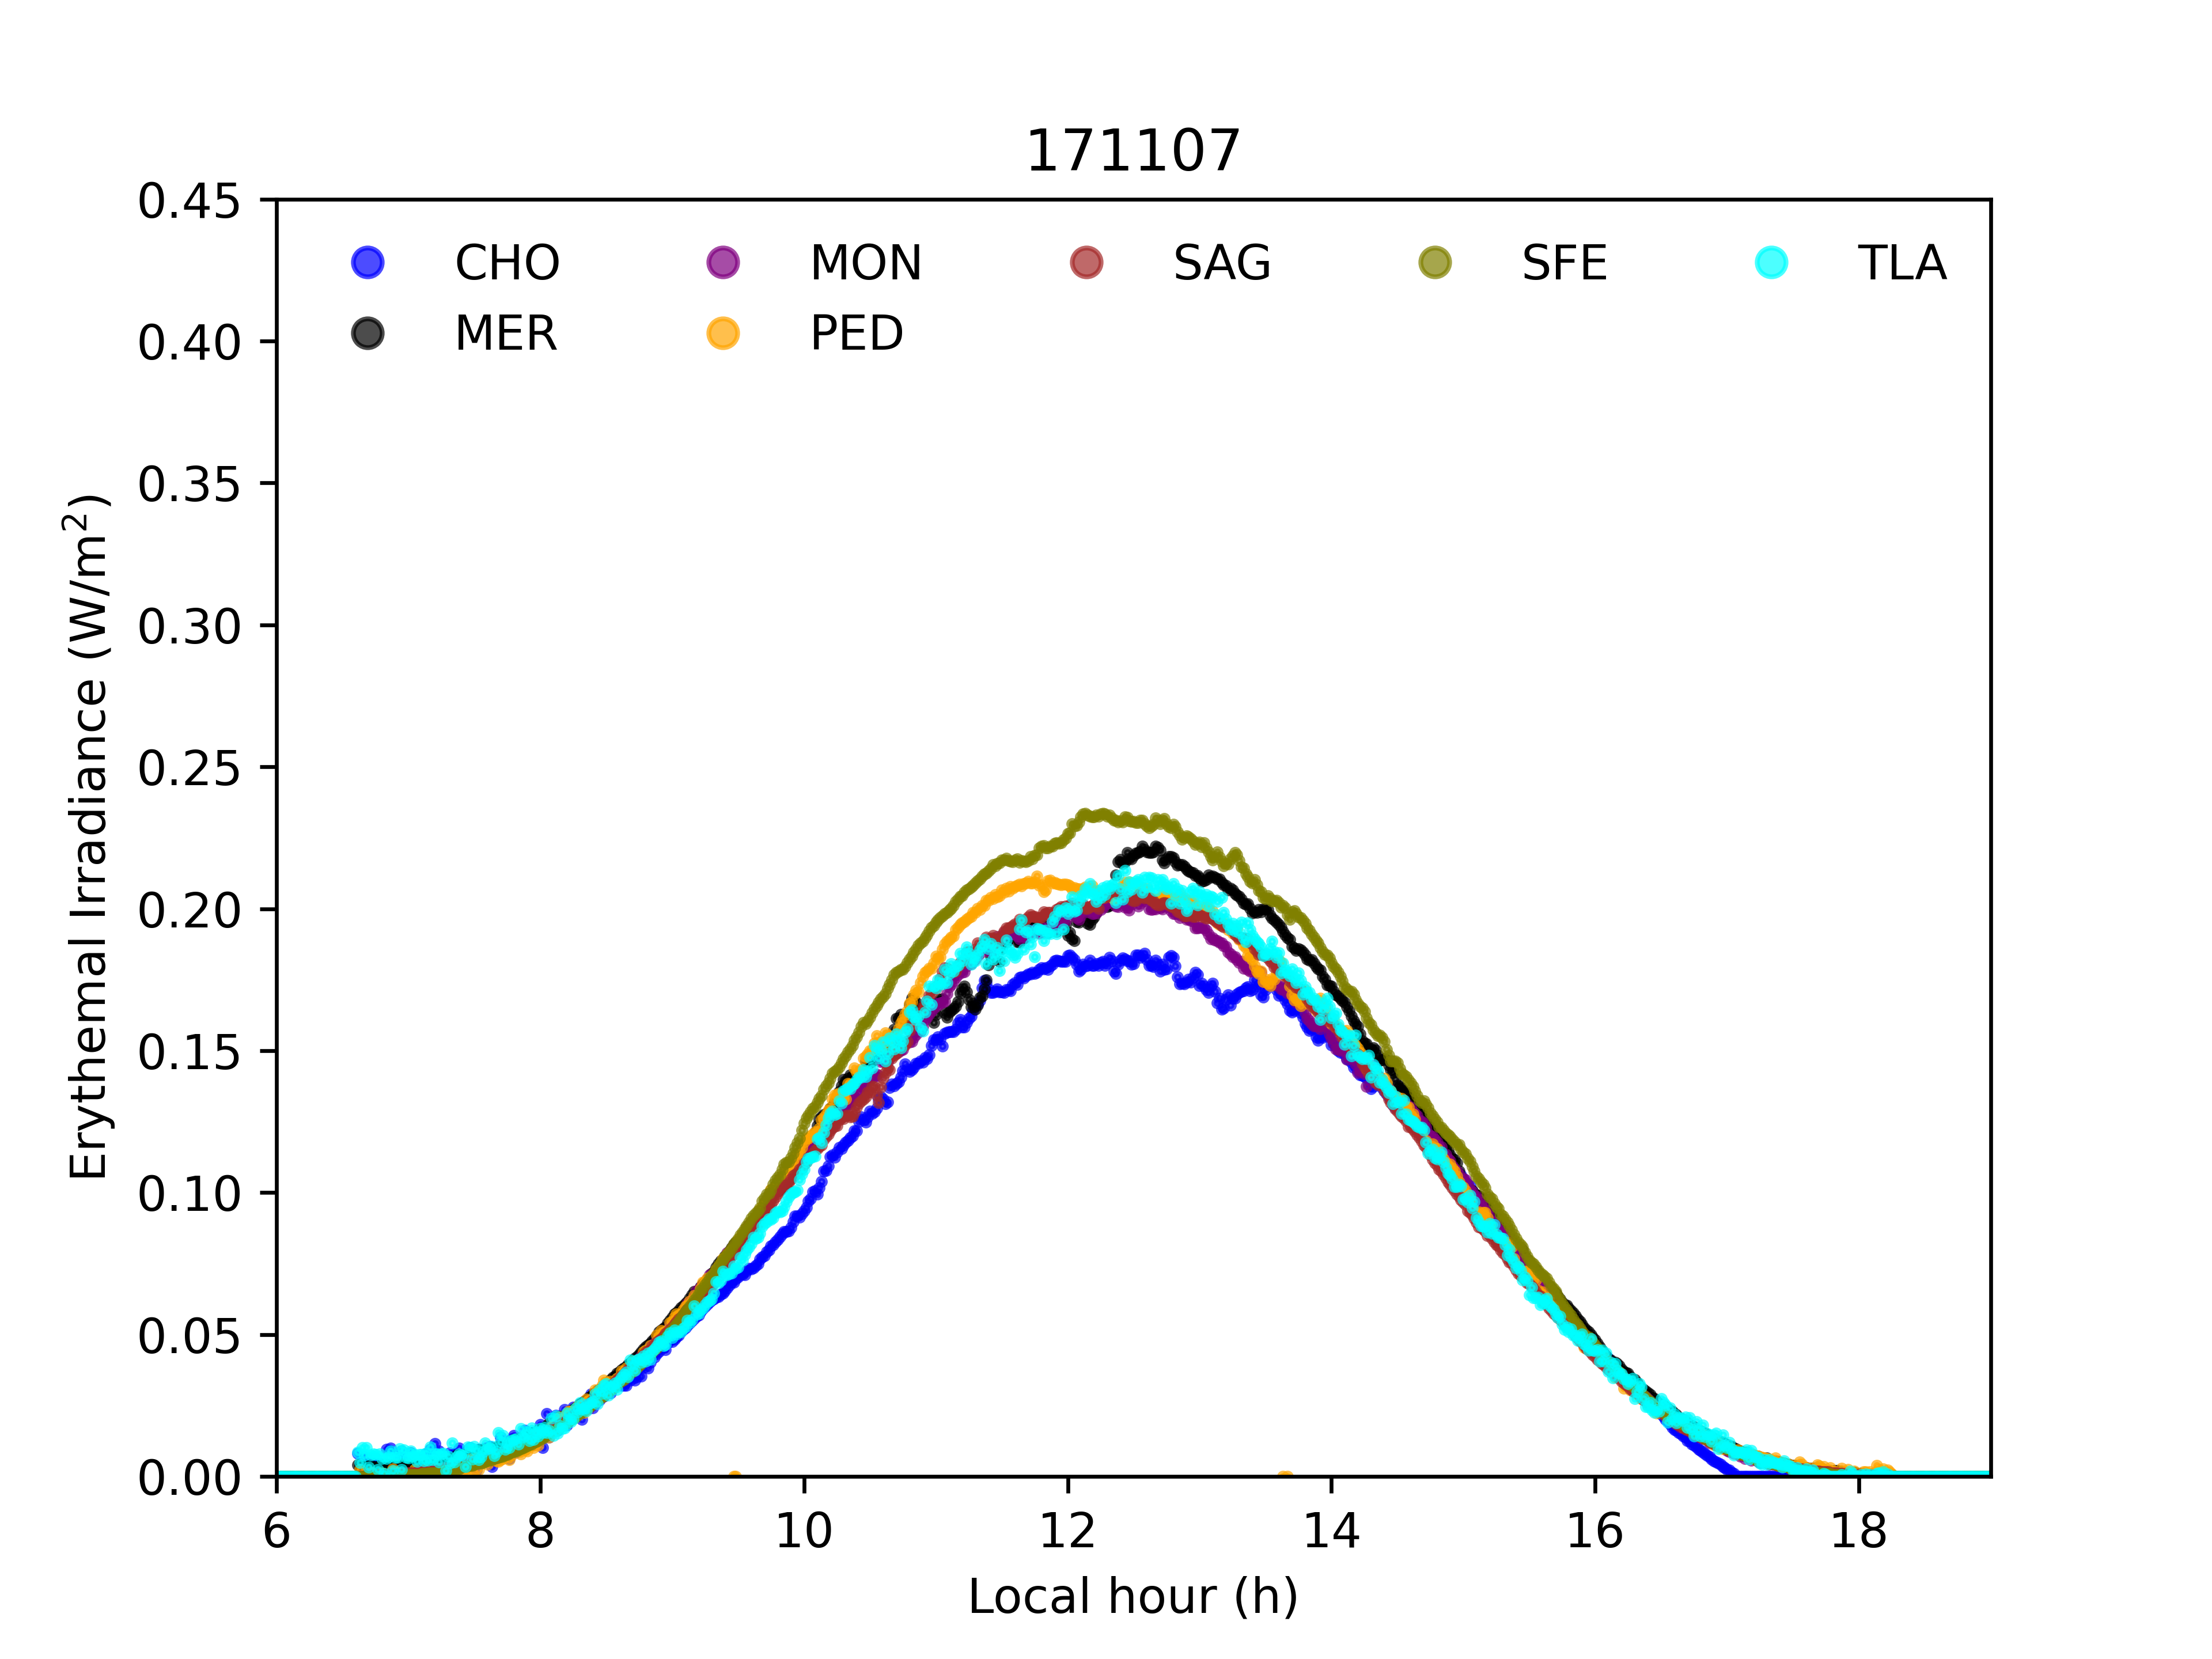 171107
0.45
CHO MON SAG SFE TLA
MER PED
0.40
0.35
0.30
0.25
0.20
0.15
0.10
0.05
0.00
Erythemal Irradiance (W/m²)
6 8 10 12 14 16 18
Local hour (h)